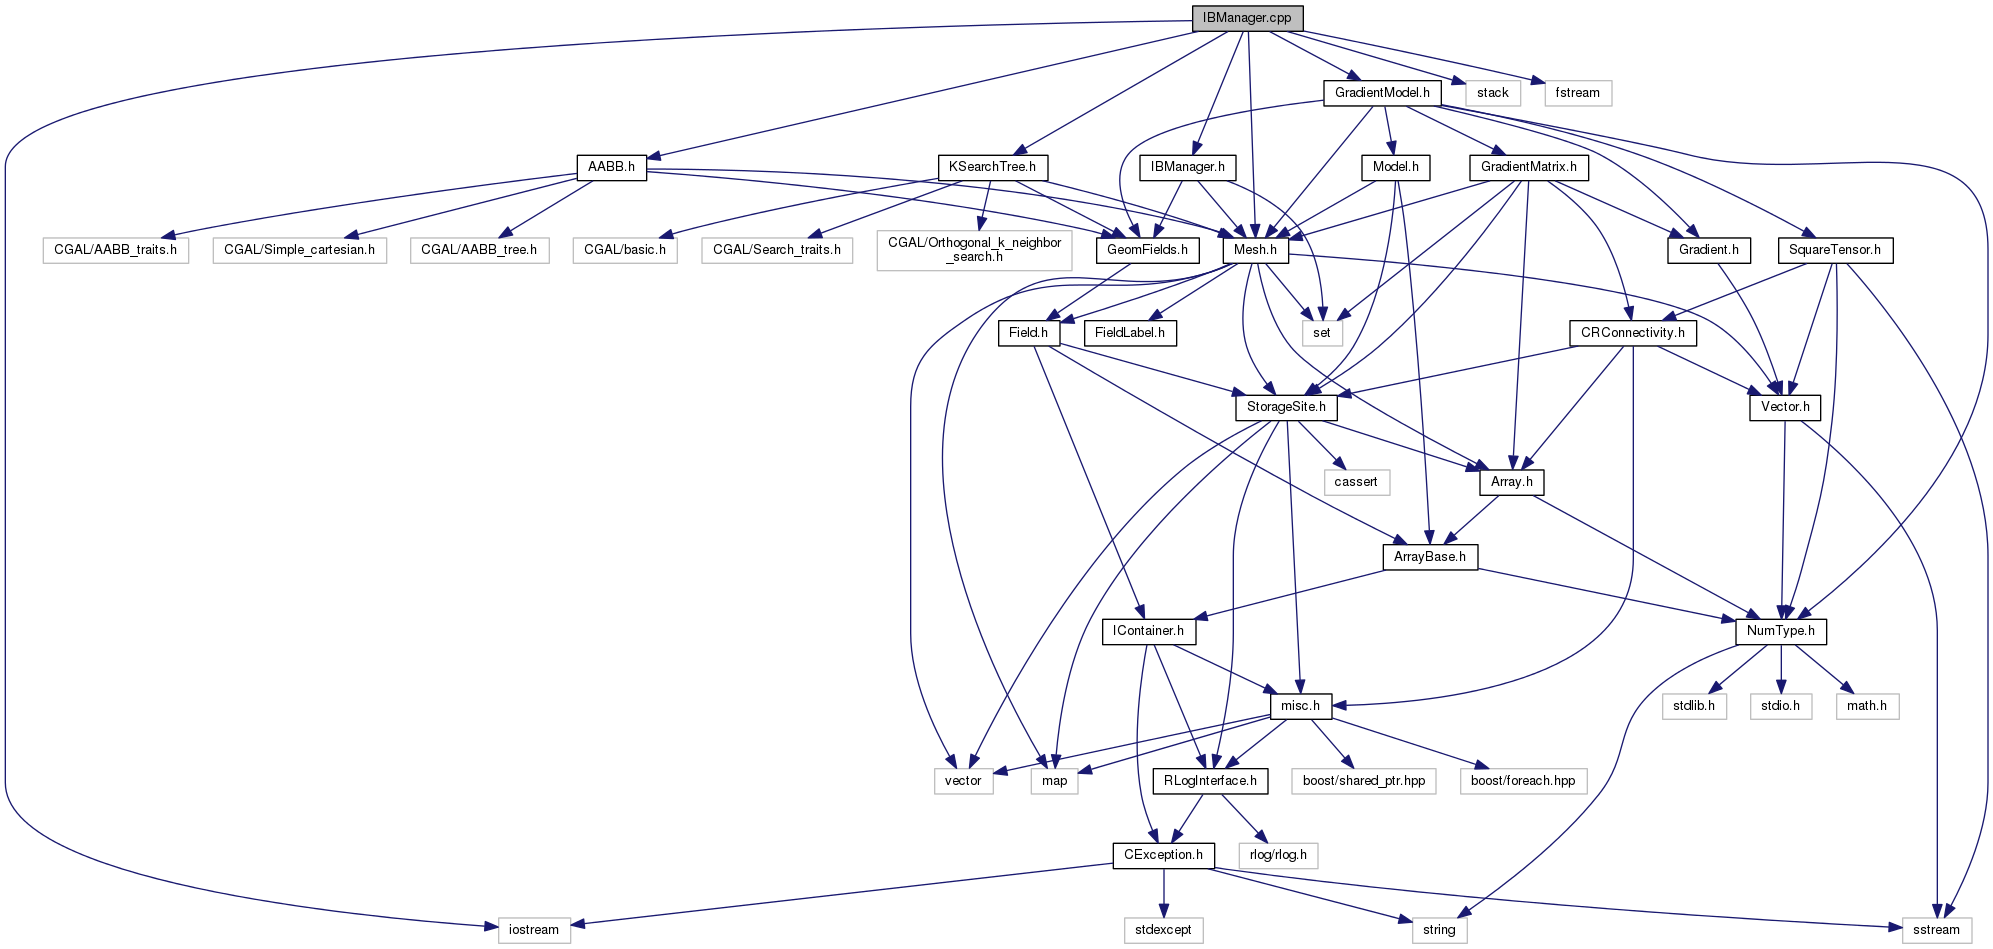 IBManager.cpp
GradientModel.h
stack
fstream
AABB.h
KSearchTree.h
IBManager.h
Model.h
GradientMatrix.h
CGAL/AABB_traits.h
CGAL/Simple_cartesian.h
CGAL/AABB_tree.h
CGAL/basic.h
CGAL/Search_traits.h
CGAL/Orthogonal_k_neighbor
_search.h
GeomFields.h
Mesh.h
Gradient.h
SquareTensor.h
Field.h
FieldLabel.h
set
CRConnectivity.h
StorageSite.h
Vector.h
cassert
Array.h
ArrayBase.h
IContainer.h
NumType.h
misc.h
stdlib.h
stdio.h
math.h
vector
map
RLogInterface.h
boost/shared_ptr.hpp
boost/foreach.hpp
CException.h
rlog/rlog.h
iostream
stdexcept
string
sstream